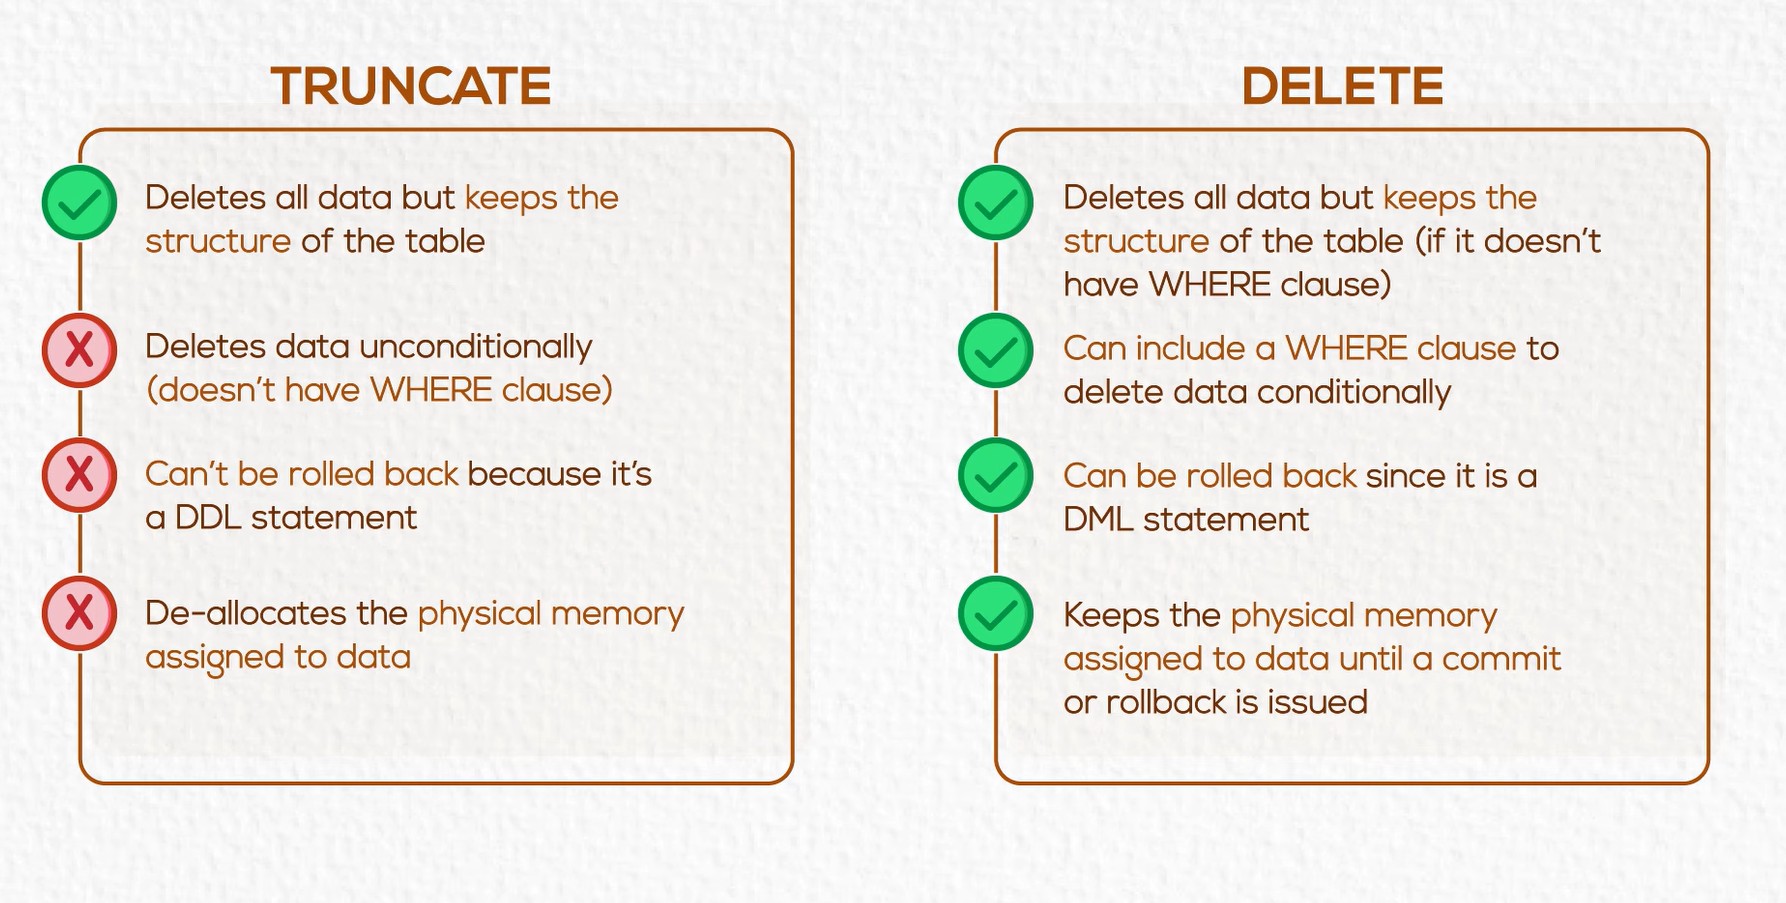 TRUNCATE
Deletes all data but keeps the
structure of the table
Deletes data unconditionally
(doesn't have WHERE clause)
Can't be rolled back because it's
a DDL statement
De-allocates the physical memory
assigned to data
DELETE
Deletes all data but keeps the
structure of the table (if it doesn't
have WHERE clause)
Can include a WHERE clause to
delete data conditionally
Can be rolled back since it is a
DML statement
Keeps the physical memory
assigned to data until a commit
or rollback is issued